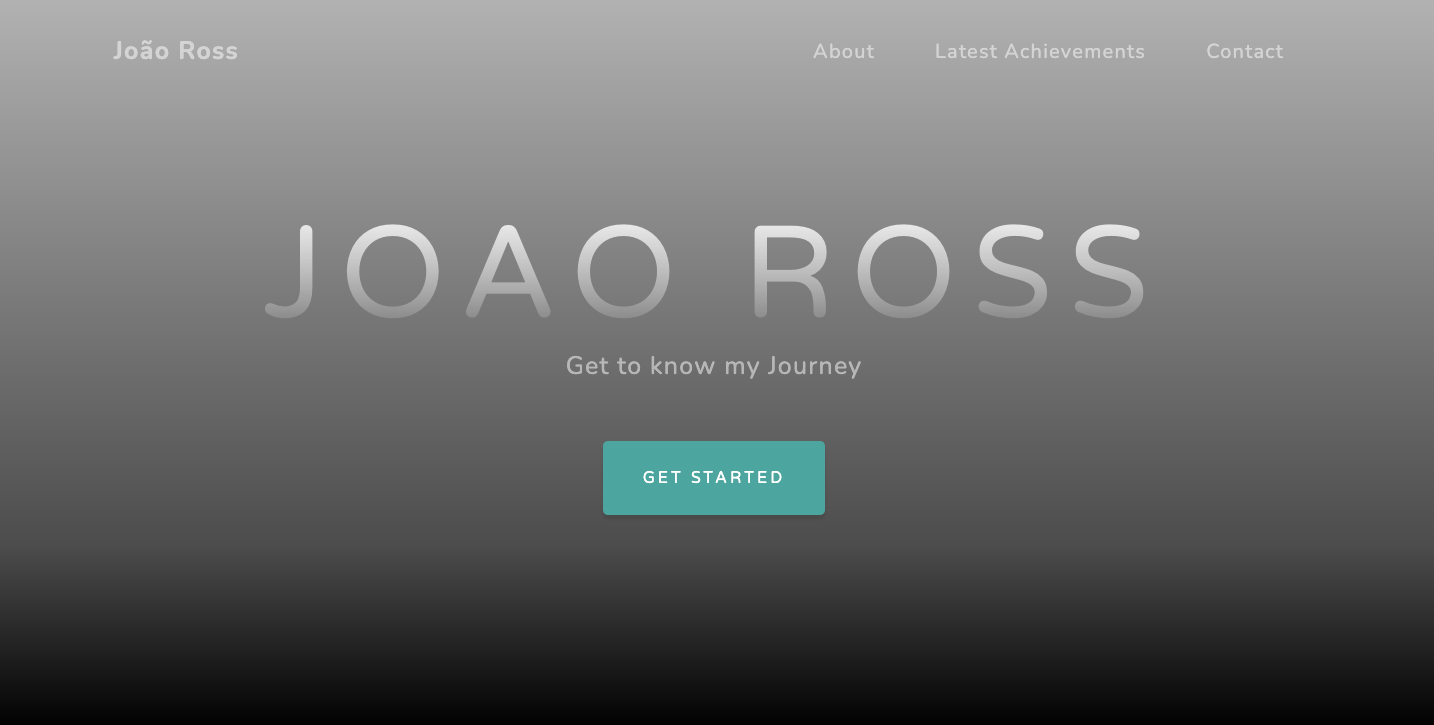 João Ross
About
Latest Achievements
Contact
JOAO ROSS
Get to know my Journey
GET STARTED